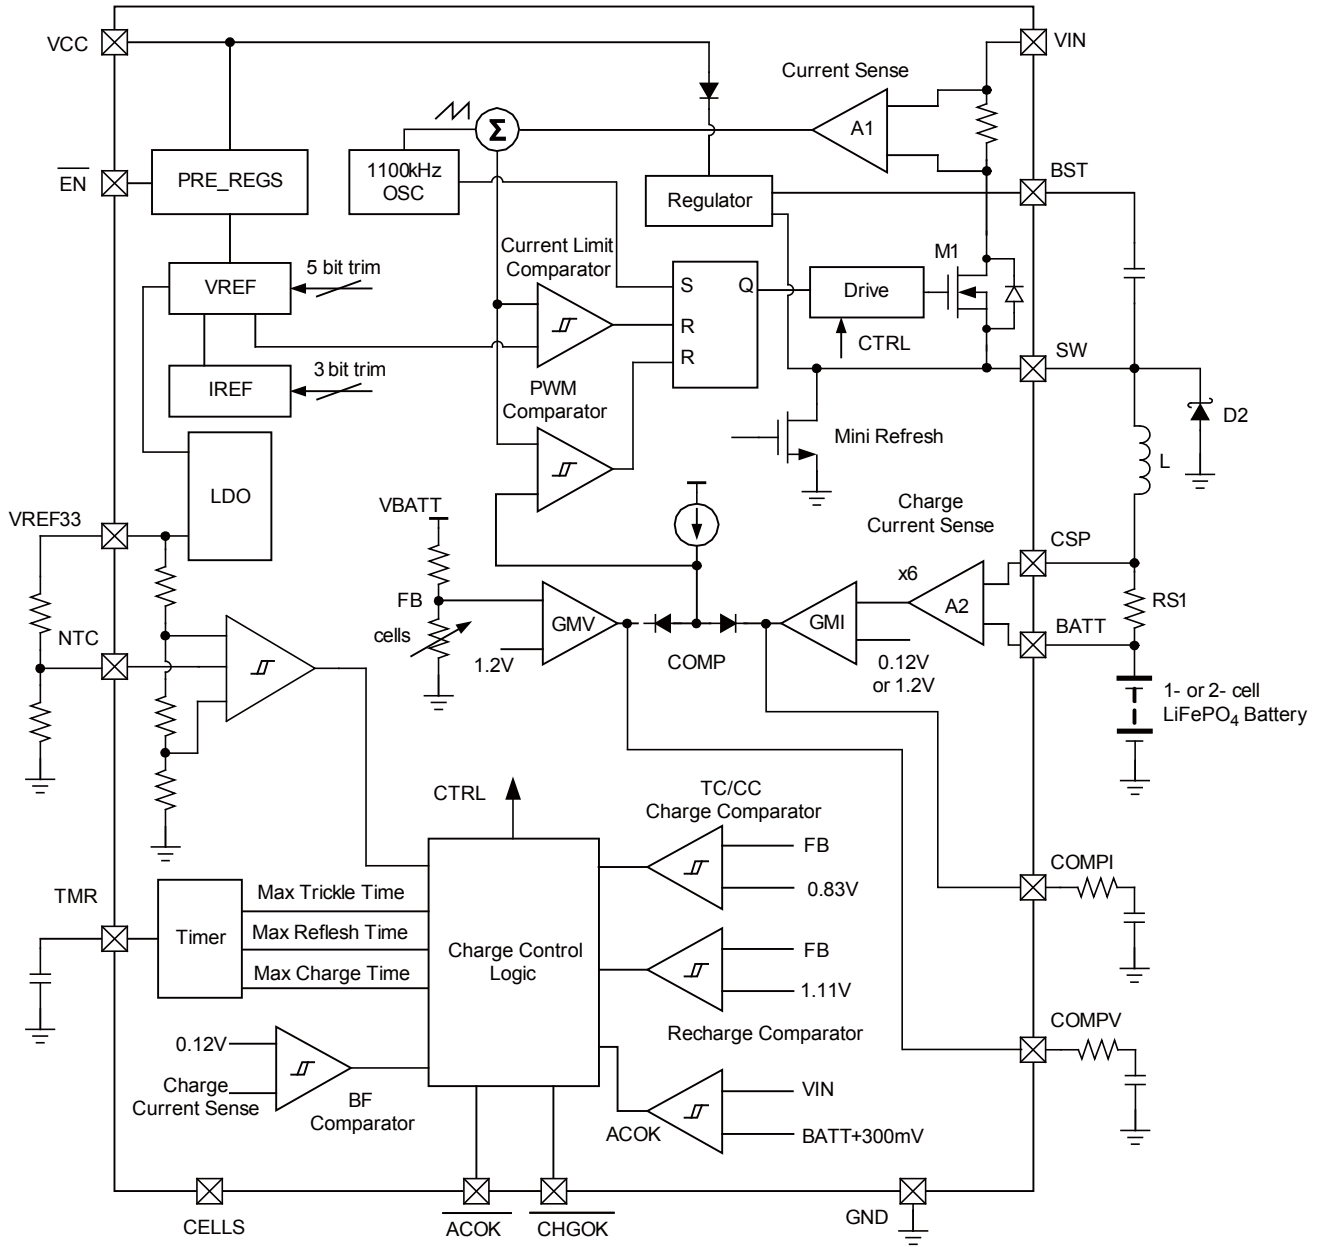 VCC
VIN
Current Sense
A1
Σ
1100kHz
OSC
EN
PRE_REGS
Regulator
BST
Current Limit
Comparator
M1
VREF
5 bit trim
S
Q
R
R
Drive
CTRL
SW
IREF
3 bit trim
PWM
Comparator
D2
Mini Refresh
L
LDO
VREF33
VBATT
Charge
Current Sense
CSP
x6
A2
RS1
FB
cells
GMV
GMI
BATT
NTC
1.2V
COMP
0.12V
or 1.2V
1- or 2- cell
LiFePO4 Battery
CTRL
TC/CC
Charge Comparator
FB
0.83V
COMPI
TMR
Timer
Max Trickle Time
Max Reflesh Time
Max Charge Time
Charge Control
Logic
FB
1.11V
Recharge Comparator
COMPV
0.12V
Charge
Current Sense
BF
Comparator
VIN
ACOK
BATT+300mV
CELLS
ACOK
CHGOK
GND